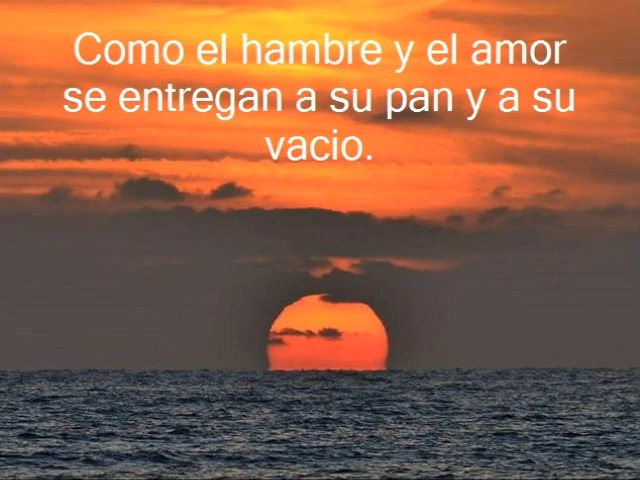 Como el hambre y el amor
se entregan a su pan y a su
vacio.